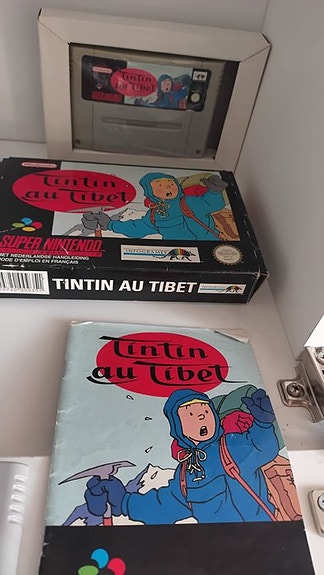 Tintin
au Tibet
Nintendo
Tintin
au Tibet
SUPER NINTENDO
MET NEDERLANDSE HANDLEIDING
MODE D'EMPLOI EN FRANÇAIS
INFOGRAMES
TINTIN AU TIBET
Tintin
au Tibet